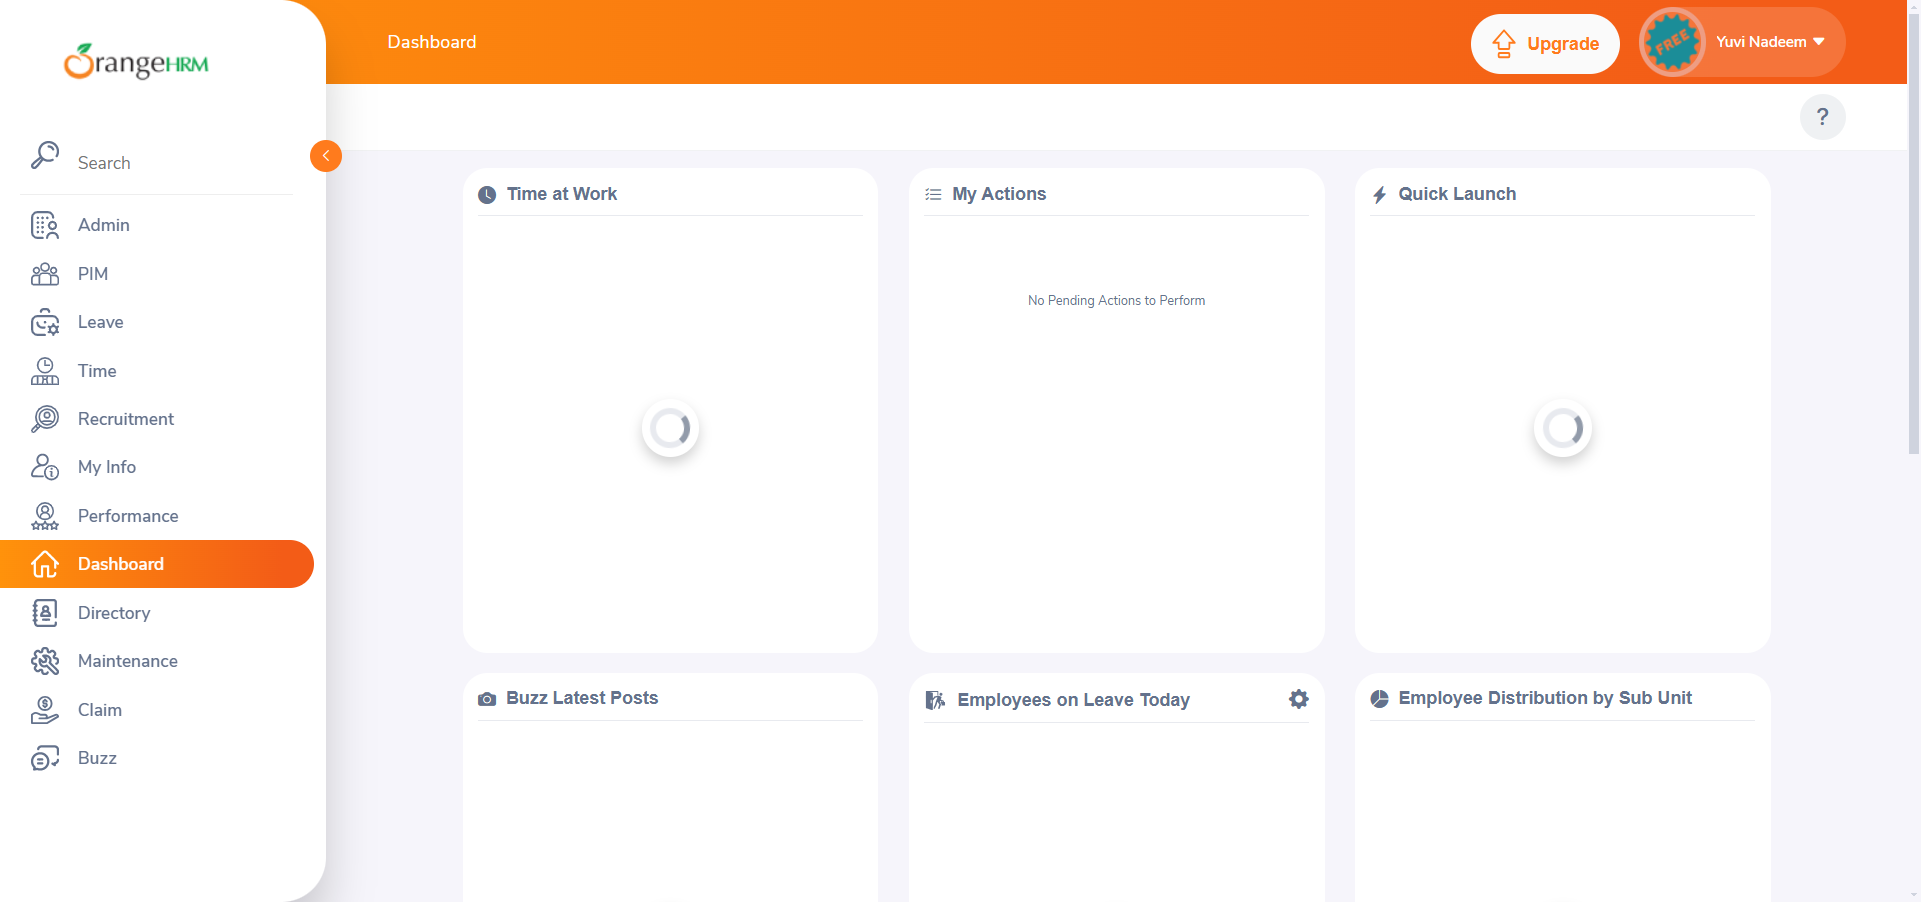 OrangeHRM
Dashboard
Upgrade
FREE
Yuvi Nadeem
?
Search
Admin
PIM
Leave
Time
Recruitment
My Info
Performance
Dashboard
Directory
Maintenance
Claim
Buzz
Time at Work
My Actions
Quick Launch
No Pending Actions to Perform
Buzz Latest Posts
Employees on Leave Today
Employee Distribution by Sub Unit